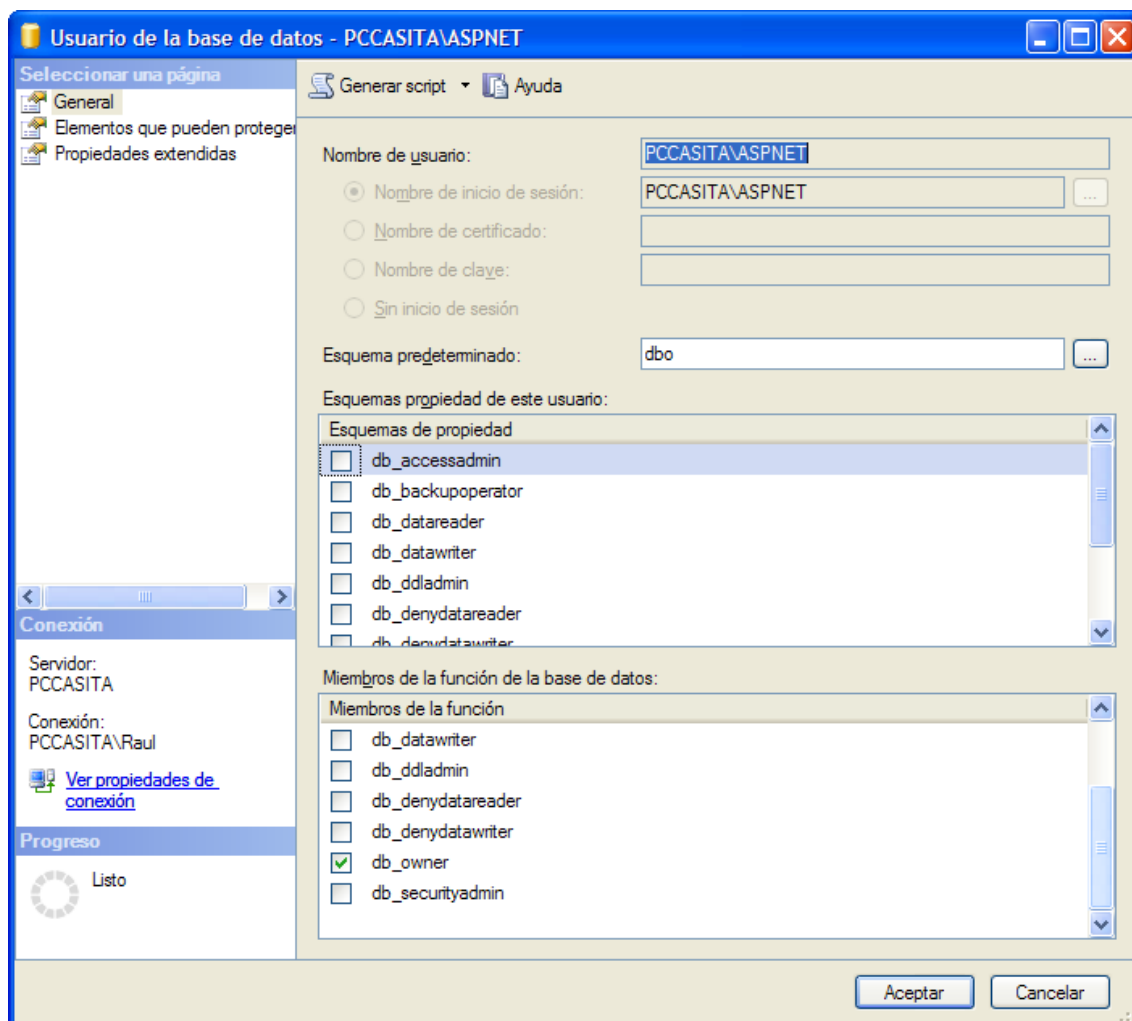 Usuario de la base de datos - PCCASITA\ASPNET
Seleccionar una página
General
Elementos que pueden proteger
Propiedades extendidas
Generar script
Ayuda
Nombre de usuario:
PCCASITA\ASPNET
Nombre de inicio de sesión:
PCCASITA\ASPNET
...
Nombre de certificado:
Nombre de clave:
Sin inicio de sesión
Esquema predeterminado:
dbo
...
Esquemas propiedad de este usuario:
Esquemas de propiedad
db_accessadmin
db_backupoperator
db_datareader
db_datawriter
db_ddladmin
db_denydatareader
db_denydatawriter
Miembros de la función de la base de datos:
Miembros de la función
db_datawriter
db_ddladmin
db_denydatareader
db_denydatawriter
db_owner
db_securityadmin
Conexión
Servidor:
PCCASITA
Conexión:
PCCASITA\Raul
Ver propiedades de
conexión
Progreso
Listo
Aceptar
Cancelar